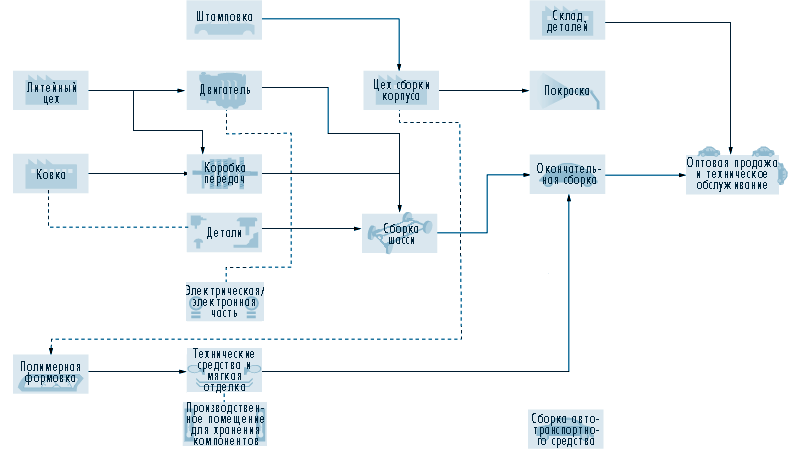 Штамповка
Склад
деталей
Литейный
цех
Двигатель
Цех сборки
корпуса
Покраска
Ковка
Коробка
передач
Окончатель-
ная сборка
Оптовая продажа
и техническое
обслуживание
Детали
Сборка
шасси
Электрическая/
электронная
часть
Полимерная
формовка
Технические
средства и
мягкая
отделка
Производствен-
ное помещение
для хранения
компонентов
Сборка авто-
транспортно-
го средства